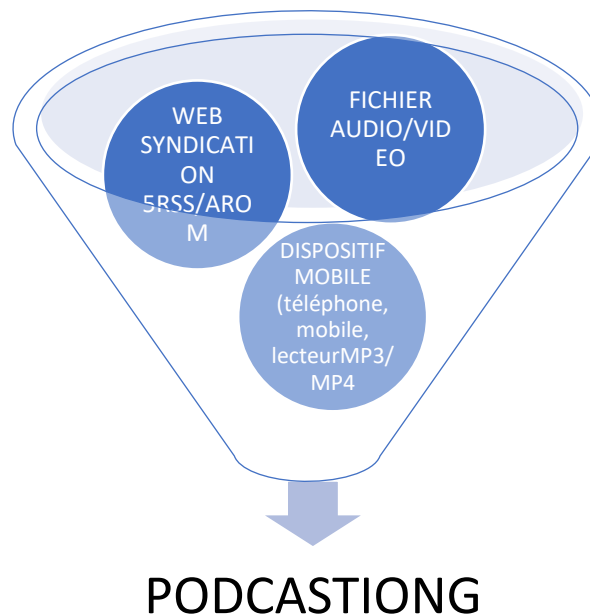 WEB
SYNDICATI
ON
5RSS/ARO
M
FICHIER
AUDIO/VID
EO
DISPOSITIF
MOBILE
(téléphone,
mobile,
lecteurMP3/
MP4
PODCASTIONG